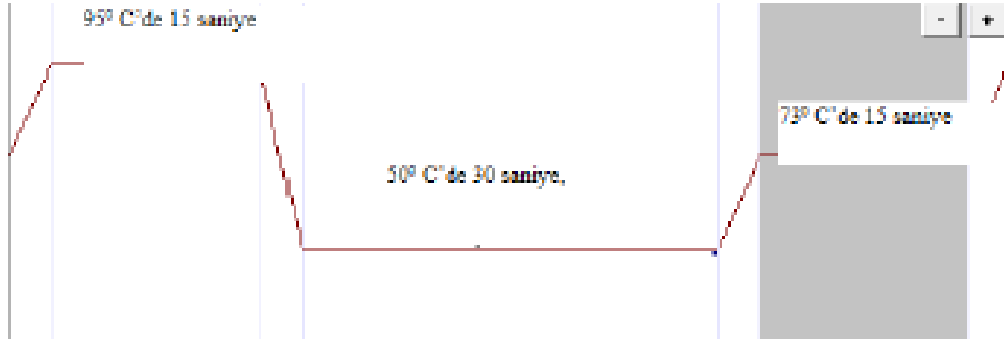 95º C"de 15 saniye
- +
73º C"de 15 saniye
50º C"de 30 saniye,